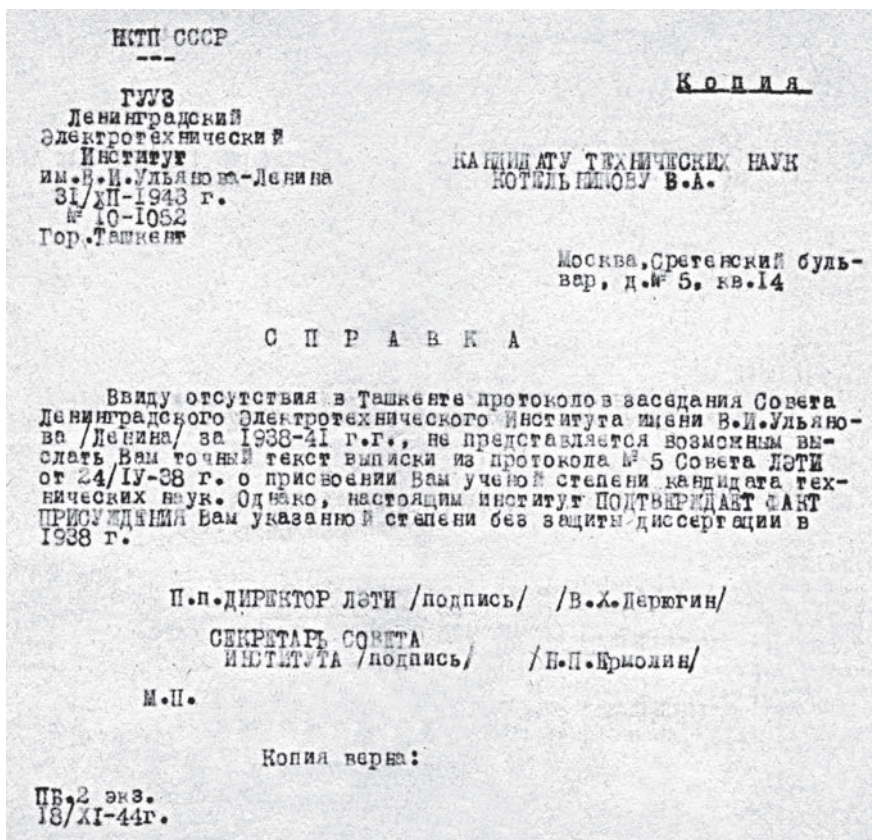 НКТП СССР
---
Копия
ГУУЗ
Ленинградский
Электротехнический
Институт
им.В.И.Ульянова-Ленина
31/XII-1943 г.
№ 10-1052
Гор.Ташкент
КАНДИДАТУ ТЕХНИЧЕСКИХ НАУК
КОТЕЛЬНИКОВУ В.А.
Москва,Сретенский буль-
вар, д.№ 5, кв.14
С П Р А В К А
Ввиду отсутствия в Ташкенте протоколов заседания Совета
Ленинградского Электротехнического Института имени В.И.Ульяно-
ва /Ленина/ за 1938-41 г.г., не представляется возможным вы-
слать Вам точный текст выписки из протокола № 5 Совета ЛЭТИ
от 24/IV-38 г. о присвоении Вам ученой степени кандидата тех-
нических наук. Однако, настоящим институт ПОДТВЕРЖДАЕТ ФАКТ
ПРИСУЖДЕНИЯ Вам указанной степени без защиты диссертации в
1938 г.
П.п.ДИРЕКТОР ЛЭТИ /подпись/ /В.Х.Дерюгин/
СЕКРЕТАРЬ СОВЕТА
ИНСТИТУТА /подпись/ /Н.П.Ермолин/
М.П.
Копия верна:
ПБ.2 экз.
18/XI-44г.